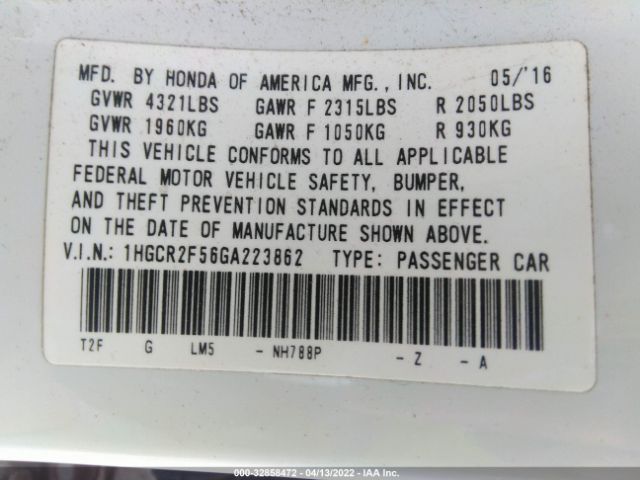 MFD. BY HONDA OF AMERICA MFG., INC. 05/'16
GVWR 4321LBS GAWR F 2315LBS R 2050LBS
GVWR 1960KG GAWR F 1050KG R 930KG
THIS VEHICLE CONFORMS TO ALL APPLICABLE
FEDERAL MOTOR VEHICLE SAFETY, BUMPER,
AND THEFT PREVENTION STANDARDS IN EFFECT
ON THE DATE OF MANUFACTURE SHOWN ABOVE.
V.I.N.: 1HGCR2F56GA223862 TYPE: PASSENGER CAR
T2F G LM5 - NH788P - Z - A
000-32858472 - 04/13/2022 - IAA Inc.